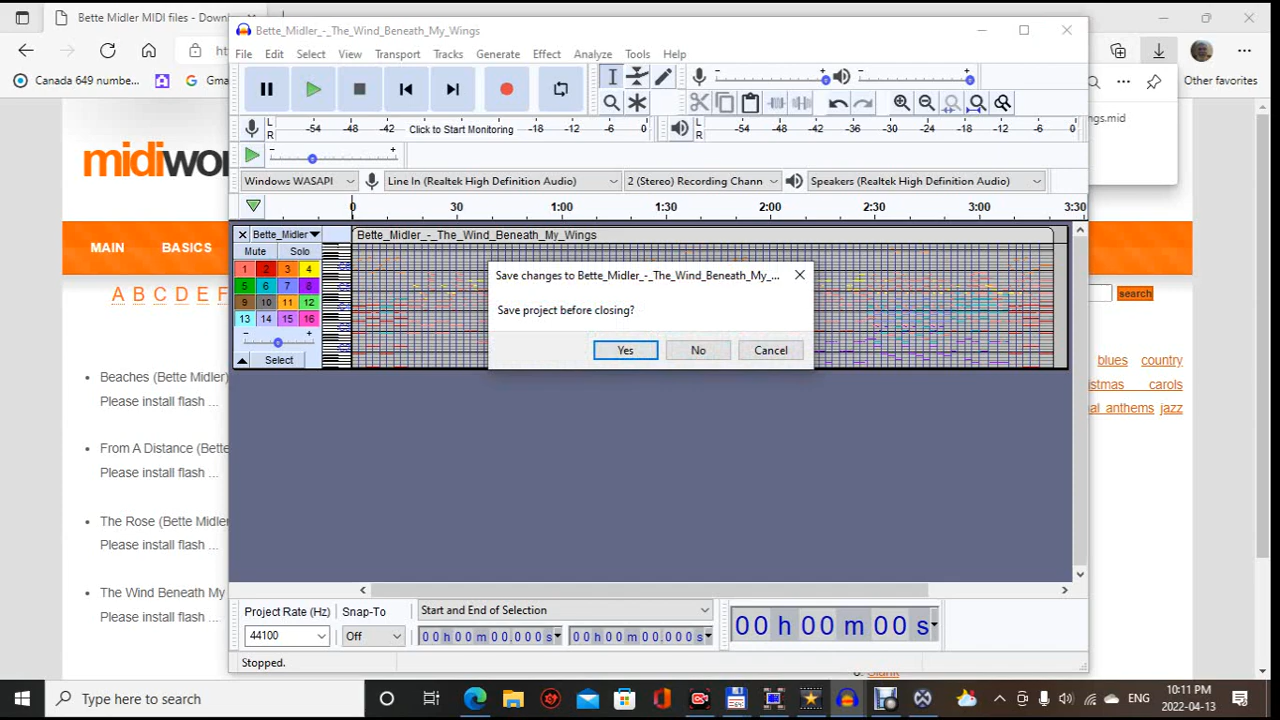 Bette Midler MIDI files - Downl
Bette_Midler_-_The_Wind_Beneath_My_Wings
File Edit Select View Transport Tracks Generate Effect Analyze Tools Help
Canada 649 numbe...
Other favorites
L
R
-54 -48 -42 Click to Start Monitoring -18 -12 -6 0
L
R
-54 -48 -42 -36 -30 -24 -18 -12 -6 0
ngs.mid
midiwor
Windows WASAPI
Line In (Realtek High Definition Audio)
2 (Stereo) Recording Chann
Speakers (Realtek High Definition Audio)
0 30 1:00 1:30 2:00 2:30 3:00 3:30
MAIN BASICS
Bette_Midler
Bette_Midler_-_The_Wind_Beneath_My_Wings
Mute Solo
1 2 3 4
5 6 7 8
9 10 11 12
13 14 15 16
Select
A B C D E F
search
Save changes to Bette_Midler_-_The_Wind_Beneath_My_...
Save project before closing?
Yes No Cancel
blues country
stmas carols
al anthems jazz
Beaches (Bette Midler)
Please install flash ...
From A Distance (Bette
Please install flash ...
The Rose (Bette Midler
Please install flash ...
The Wind Beneath My
Please install flash ...
Project Rate (Hz) Snap-To
Start and End of Selection
44100
Off
00 h 00 m 00.000 s
00 h 00 m 00.000 s
00 h 00 m 00 s
Stopped.
Type here to search
ENG
10:11 PM
2022-04-13